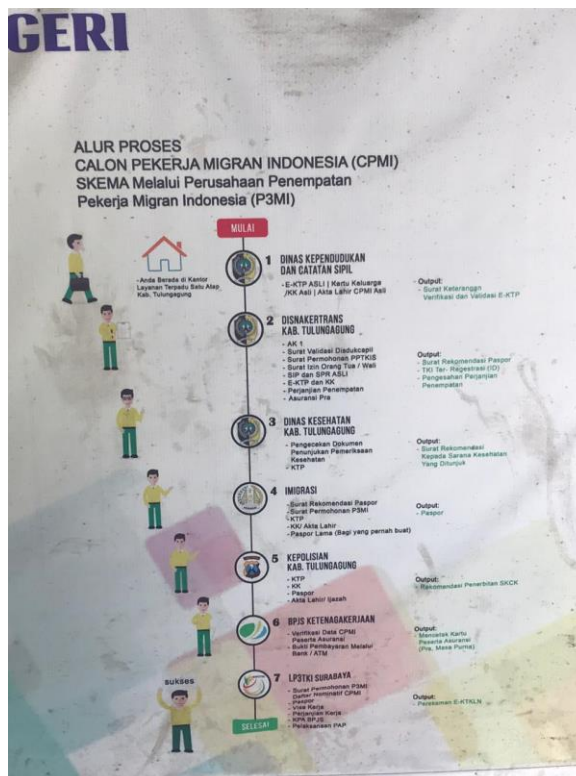 GERI
ALUR PROSES
CALON PEKERJA MIGRAN INDONESIA (CPMI)
SKEMA Melalui Perusahaan Penempatan
Pekerja Migran Indonesia (P3MI)
MULAI
-Anda Berada di Kantor
Layanan Terpadu Satu Atap
Kab. Tulungagung
1 DINAS KEPENDUDUKAN
DAN CATATAN SIPIL
- E-KTP ASLI | Kartu Keluarga
/KK Asli | Akta Lahir CPMI Asli
Output:
- Surat Keterangan
Verifikasi dan Validasi E-KTP
2 DISNAKERTRANS
KAB. TULUNGAGUNG
- AK 1
- Surat Validasi Disdukcapil
- Surat Permohonan PPTKIS
- Surat Izin Orang Tua / Wali
- SIP dan SPR ASLI
- E-KTP dan KK
- Perjanjian Penempatan
- Asuransi Pra
Output:
- Surat Rekomendasi Paspor
- TKI Ter- Regestrasi (ID)
- Pengesahan Perjanjian
Penempatan
3 DINAS KESEHATAN
KAB. TULUNGAGUNG
- Pengecekan Dokumen
Penunjukan Pemeriksaan
Kesehatan
- KTP
Output:
- Surat Rekomendasi
Kepada Sarana Kesehatan
Yang Ditunjuk
4 IMIGRASI
- Surat Rekomendasi Paspor
- Surat Permohonan P3MI
- KTP
- KK/ Akta Lahir
- Paspor Lama (Bagi yang pernah buat)
Output:
- Paspor
5 KEPOLISIAN
KAB. TULUNGAGUNG
- KTP
- KK
- Paspor
- Akta Lahir/ Ijazah
Output:
- Rekomendasi Penerbitan SKCK
6 BPJS KETENAGAKERJAAN
- Verifikasi Data CPMI
Peserta Asuransi
- Bukti Pembayaran Melalui
Bank / ATM
Output:
- Mencetak Kartu
Peserta Asuransi
(Pra, Masa Purna)
sukses
7 LP3TKI SURABAYA
- Surat Permohonan P3MI
Daftar Nominatif CPMI
- Paspor
- Visa Kerja
- Perjanjian Kerja
- KPA BPJS
- Pelaksanaan PAP
Output:
- Perekaman E-KTKLN
SELESAI